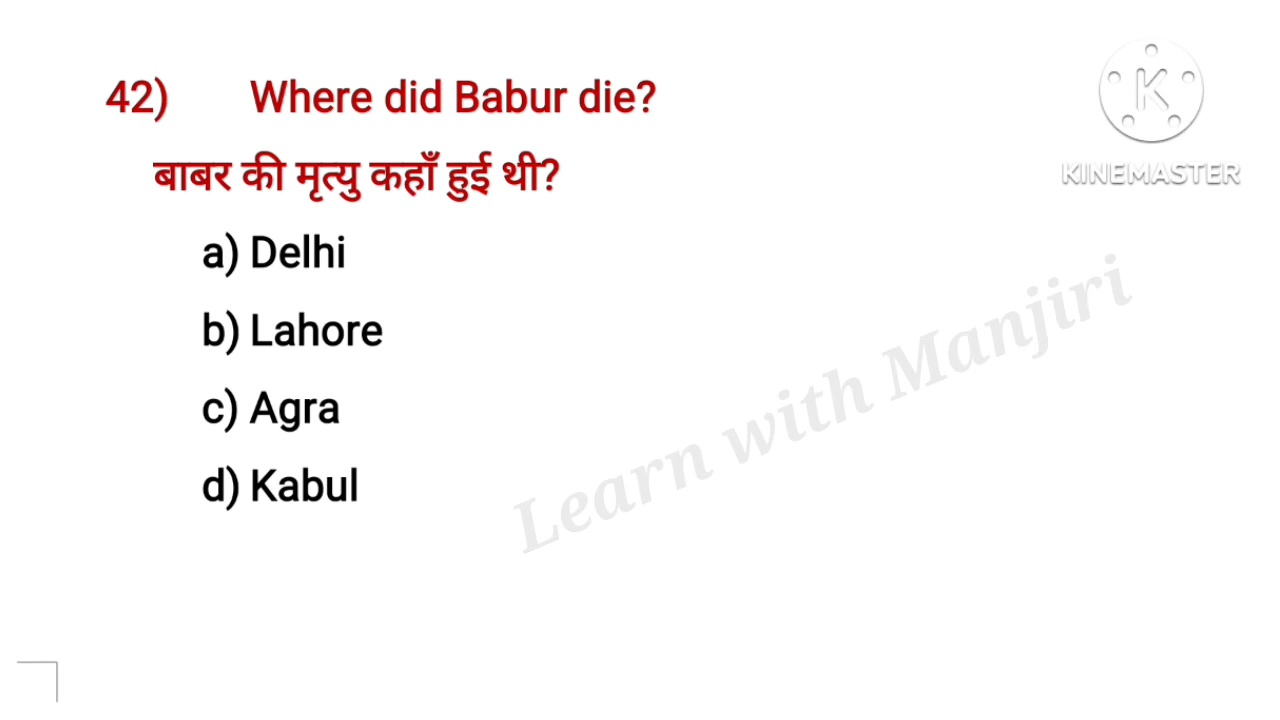 42) Where did Babur die?
बाबर की मृत्यु कहाँ हुई थी?
a) Delhi
b) Lahore
c) Agra
d) Kabul
K
KINEMASTER
Learn with Manjiri